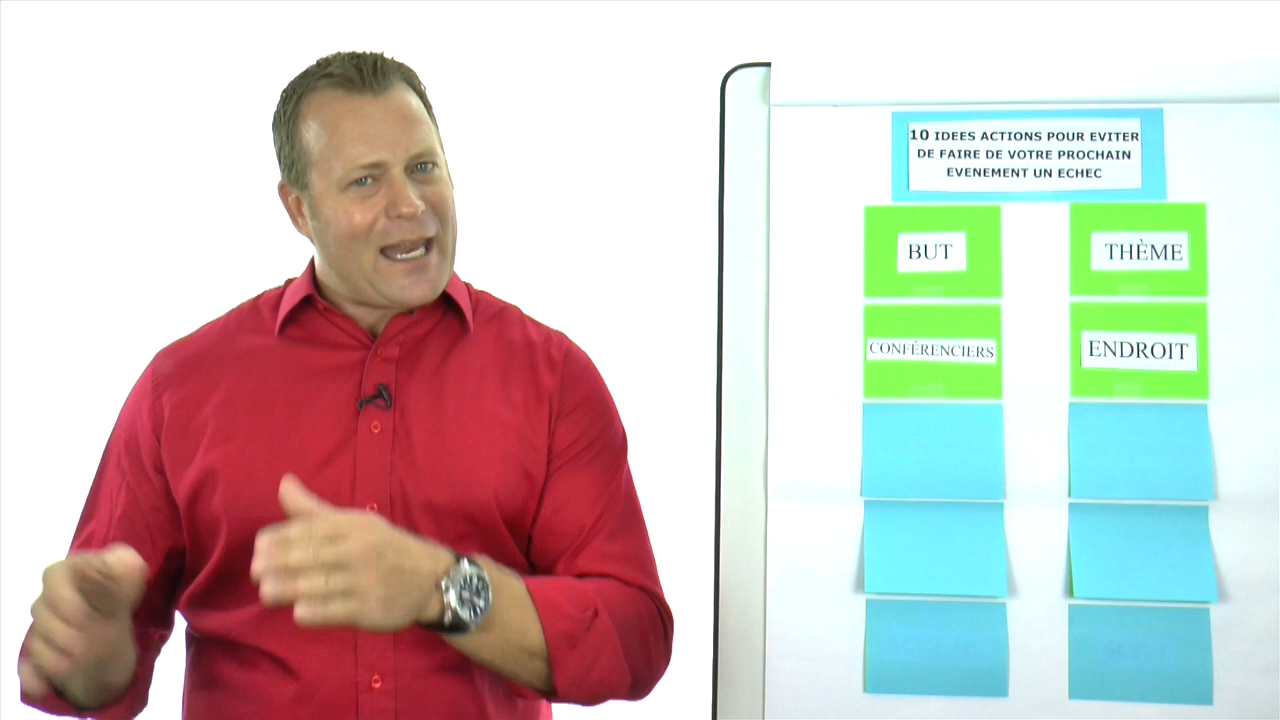 10 IDEES ACTIONS POUR EVITER
DE FAIRE DE VOTRE PROCHAIN
EVENEMENT UN ECHEC
BUT
THÈME
CONFÉRENCIERS
ENDROIT